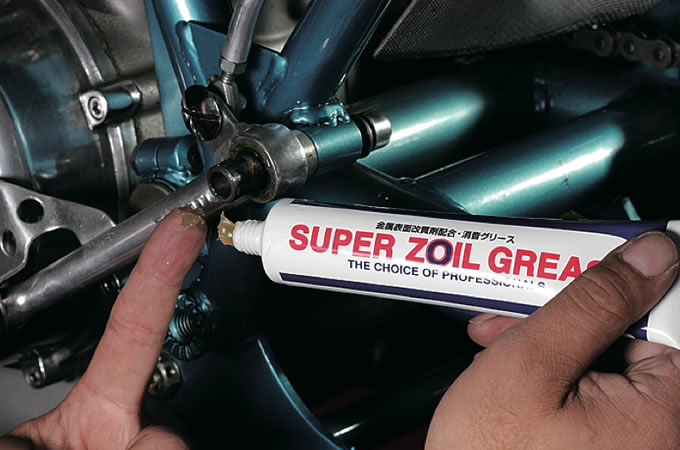 金属表面改質剤配合・消音グリース
SUPER ZOIL GREAS
THE CHOICE OF PROFESSIONALS